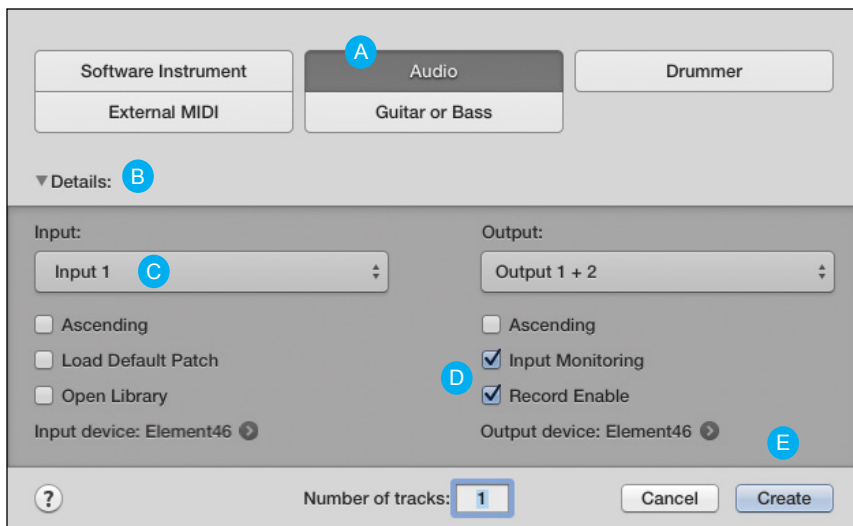 A
Software Instrument
Audio
Drummer
External MIDI
Guitar or Bass
Details: B
Input:
Output:
Input 1 C
Output 1 + 2
Ascending
Ascending
Load Default Patch
D
Input Monitoring
Open Library
Record Enable
Input device: Element46
Output device: Element46
E
? Number of tracks: 1 Cancel Create